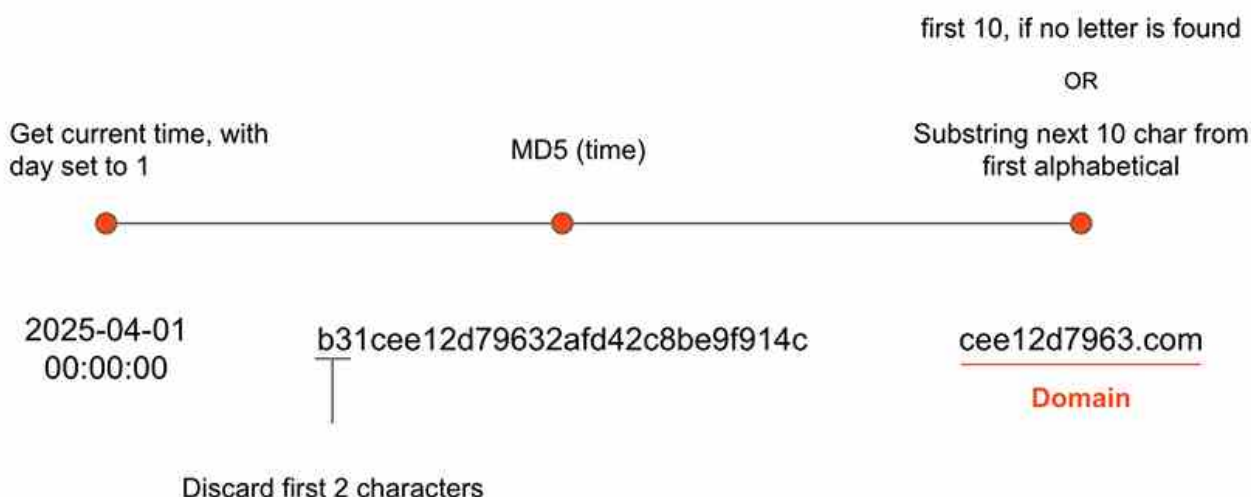 first 10, if no letter is found
OR
Get current time, with
day set to 1
MD5 (time)
Substring next 10 char from
first alphabetical
2025-04-01
00:00:00
b31cee12d79632afd42c8be9f914c
cee12d7963.com
Domain
Discard first 2 characters